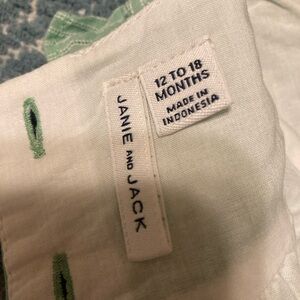 12 TO 18
MONTHS
MADE IN
INDONESIA
JANIE AND JACK